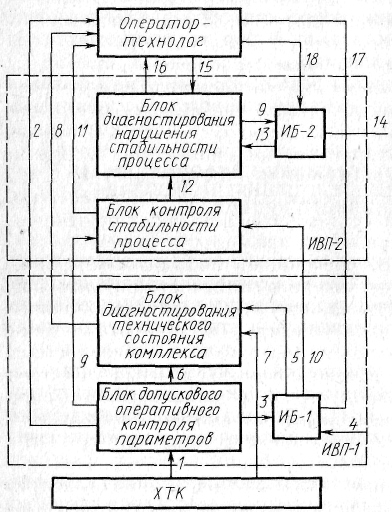 Оператор-
технолог
16
15
18
17
2
8
11
Блок
диагностирования
нарушения
стабильности
процесса
9
13
ИБ-2
14
12
Блок контроля
стабильности
процесса
ИВП-2
Блок
диагностирования
технического
состояния
комплекса
9
7
5
10
6
Блок допускового
оперативного
контроля
параметров
3
ИБ-1
4
ИВП-1
1
ХТК